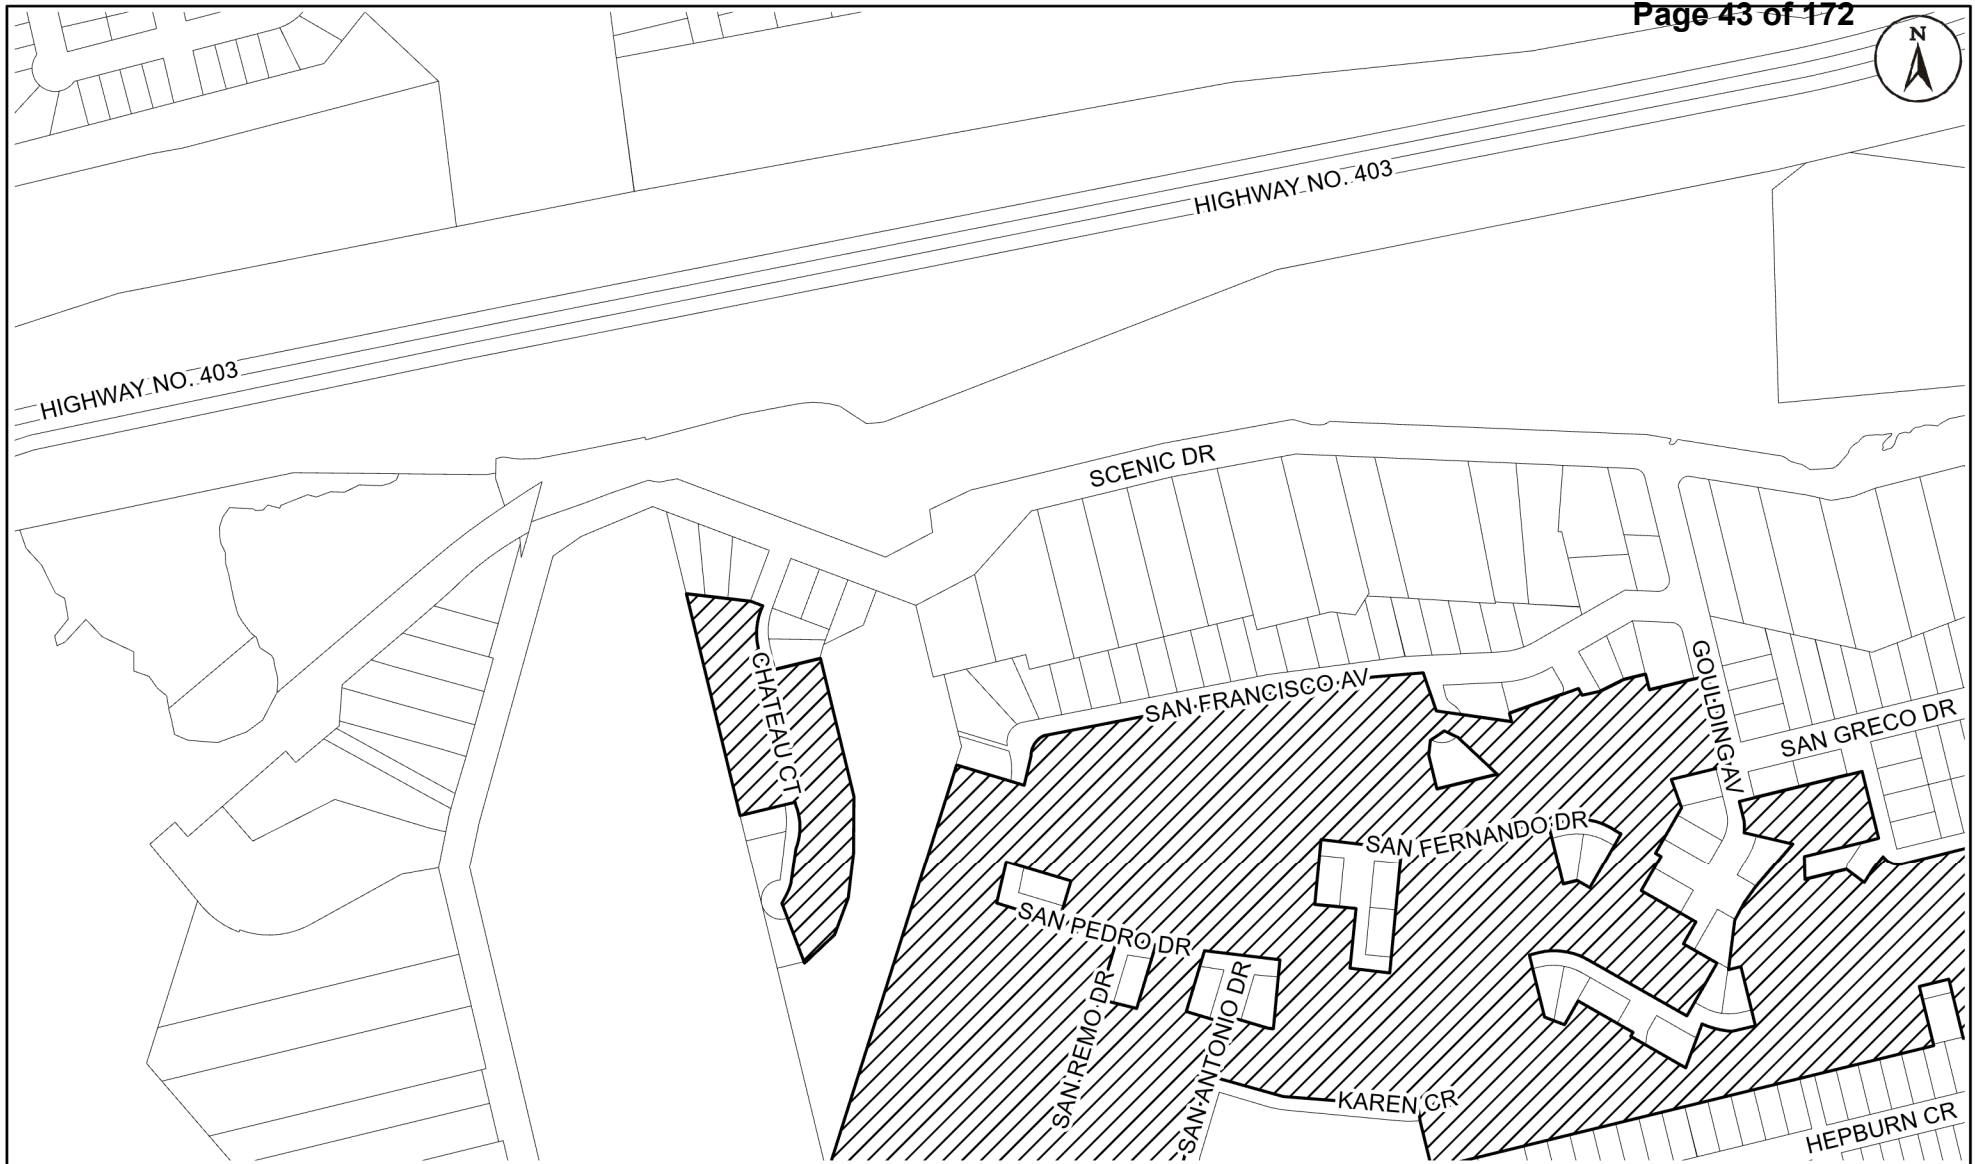 Page 43 of 172
N
HIGHWAY NO. 403
HIGHWAY NO. 403
SCENIC DR
CHATEAU CT
SAN FRANCISCO AV
GOULDING AV
SAN GRECO DR
SAN FERNANDO DR
SAN PEDRO DR
SAN REMO DR
SAN ANTONIO DR
KAREN CR
HEPBURN CR